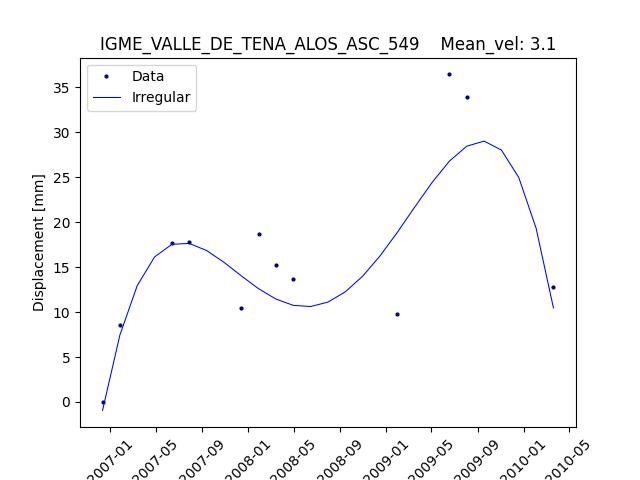 IGME_VALLE_DE_TENA_ALOS_ASC_549    Mean_vel: 3.1
Data
Irregular
Displacement [mm]
35
30
25
20
15
10
5
0
2007-01 2007-05 2007-09 2008-01 2008-05 2008-09 2009-01 2009-05 2009-09 2010-01 2010-05